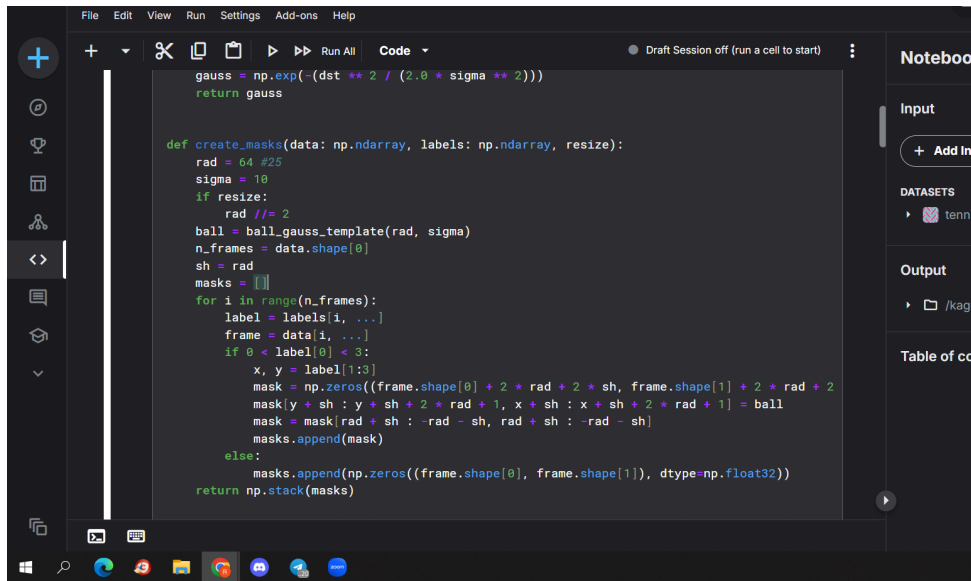 File Edit View Run Settings Add-ons Help
Run All Code Draft Session off (run a cell to start)
gauss = np.exp(-(dst ** 2 / (2.0 * sigma ** 2)))
return gauss
def create_masks(data: np.ndarray, labels: np.ndarray, resize):
rad = 64 #25
sigma = 10
if resize:
rad //= 2
ball = ball_gauss_template(rad, sigma)
n_frames = data.shape[0]
sh = rad
masks = []
for i in range(n_frames):
label = labels[i, ...]
frame = data[i, ...]
if 0 < label[0] < 3:
x, y = label[1:3]
mask = np.zeros((frame.shape[0] + 2 * rad + 2 * sh, frame.shape[1] + 2 * rad + 2
mask[y + sh : y + sh + 2 * rad + 1, x + sh : x + sh + 2 * rad + 1] = ball
mask = mask[rad + sh : -rad - sh, rad + sh : -rad - sh]
masks.append(mask)
else:
masks.append(np.zeros((frame.shape[0], frame.shape[1]), dtype=np.float32))
return np.stack(masks)
Noteboo
Input
+ Add In
DATASETS
tenn
Output
/kag
Table of co
zoom